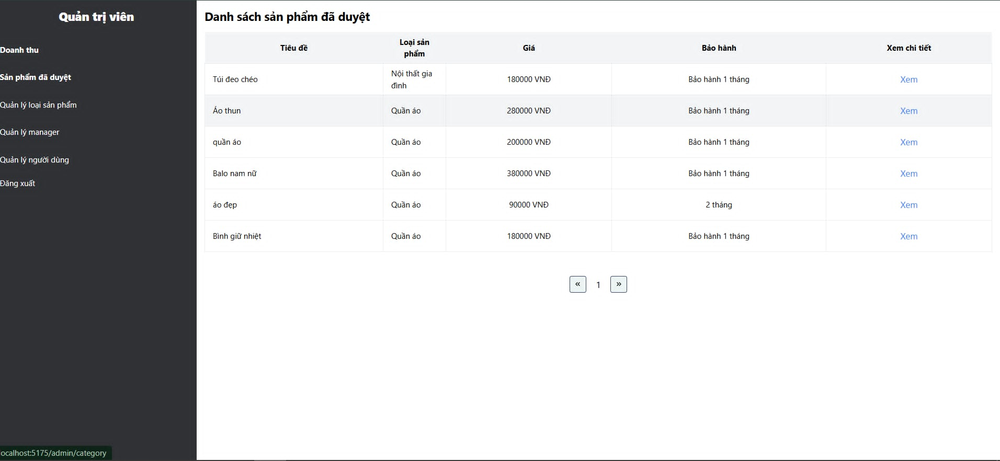 Quản trị viên
Doanh thu
Sản phẩm đã duyệt
Quản lý loại sản phẩm
Quản lý manager
Quản lý người dùng
Đăng xuất
Danh sách sản phẩm đã duyệt
Tiêu đề Loại sản phẩm Giá Bảo hành Xem chi tiết
Túi đeo chéo Nội thất gia đình 180000 VNĐ Bảo hành 1 tháng Xem
Áo thun Quần áo 280000 VNĐ Bảo hành 1 tháng Xem
quần áo Quần áo 200000 VNĐ Bảo hành 1 tháng Xem
Balo nam nữ Quần áo 380000 VNĐ Bảo hành 1 tháng Xem
áo đẹp Quần áo 90000 VNĐ 2 tháng Xem
Bình giữ nhiệt Quần áo 180000 VNĐ Bảo hành 1 tháng Xem
« 1 »
localhost:5175/admin/category